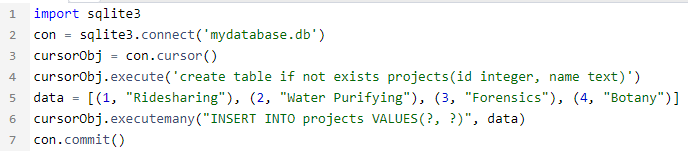 1 import sqlite3
2 con = sqlite3.connect('mydatabase.db')
3 cursorObj = con.cursor()
4 cursorObj.execute('create table if not exists projects(id integer, name text)')
5 data = [(1, "Ridesharing"), (2, "Water Purifying"), (3, "Forensics"), (4, "Botany")]
6 cursorObj.executemany("INSERT INTO projects VALUES(?, ?)", data)
7 con.commit()